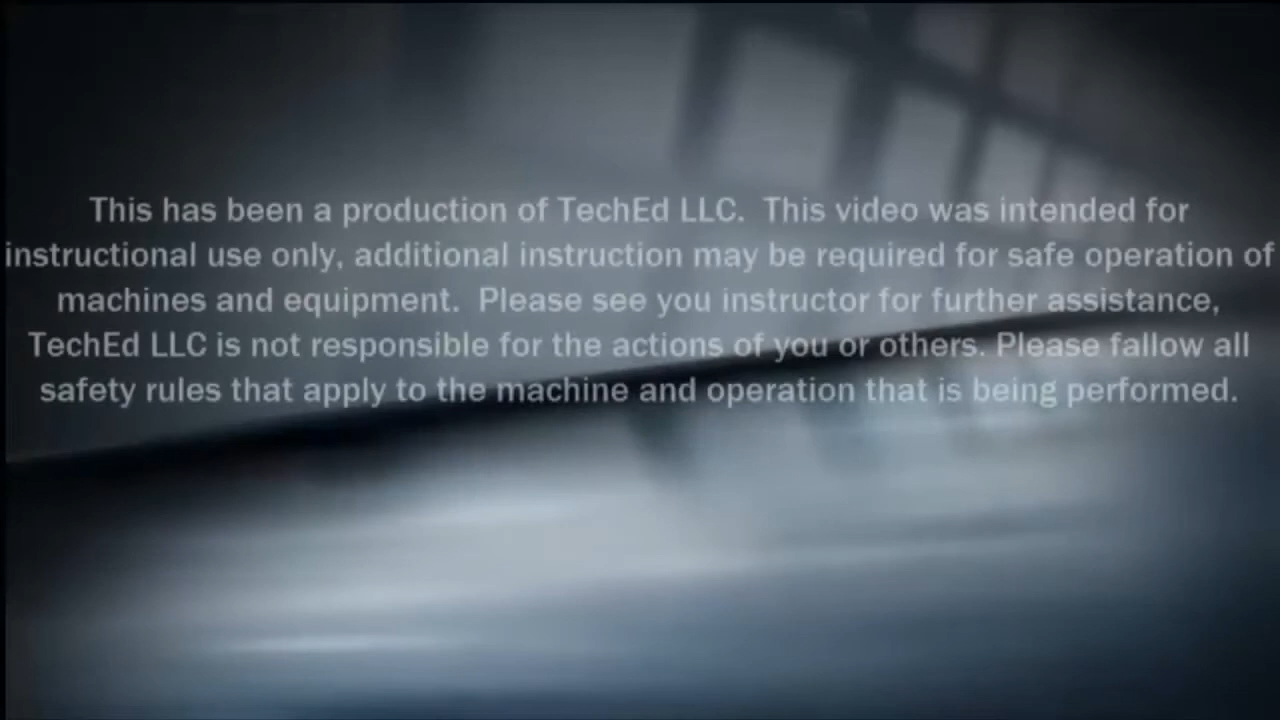 This has been a production of TechEd LLC.  This video was intended for
instructional use only, additional instruction may be required for safe operation of
machines and equipment.  Please see you instructor for further assistance,
TechEd LLC is not responsible for the actions of you or others. Please fallow all
safety rules that apply to the machine and operation that is being performed.